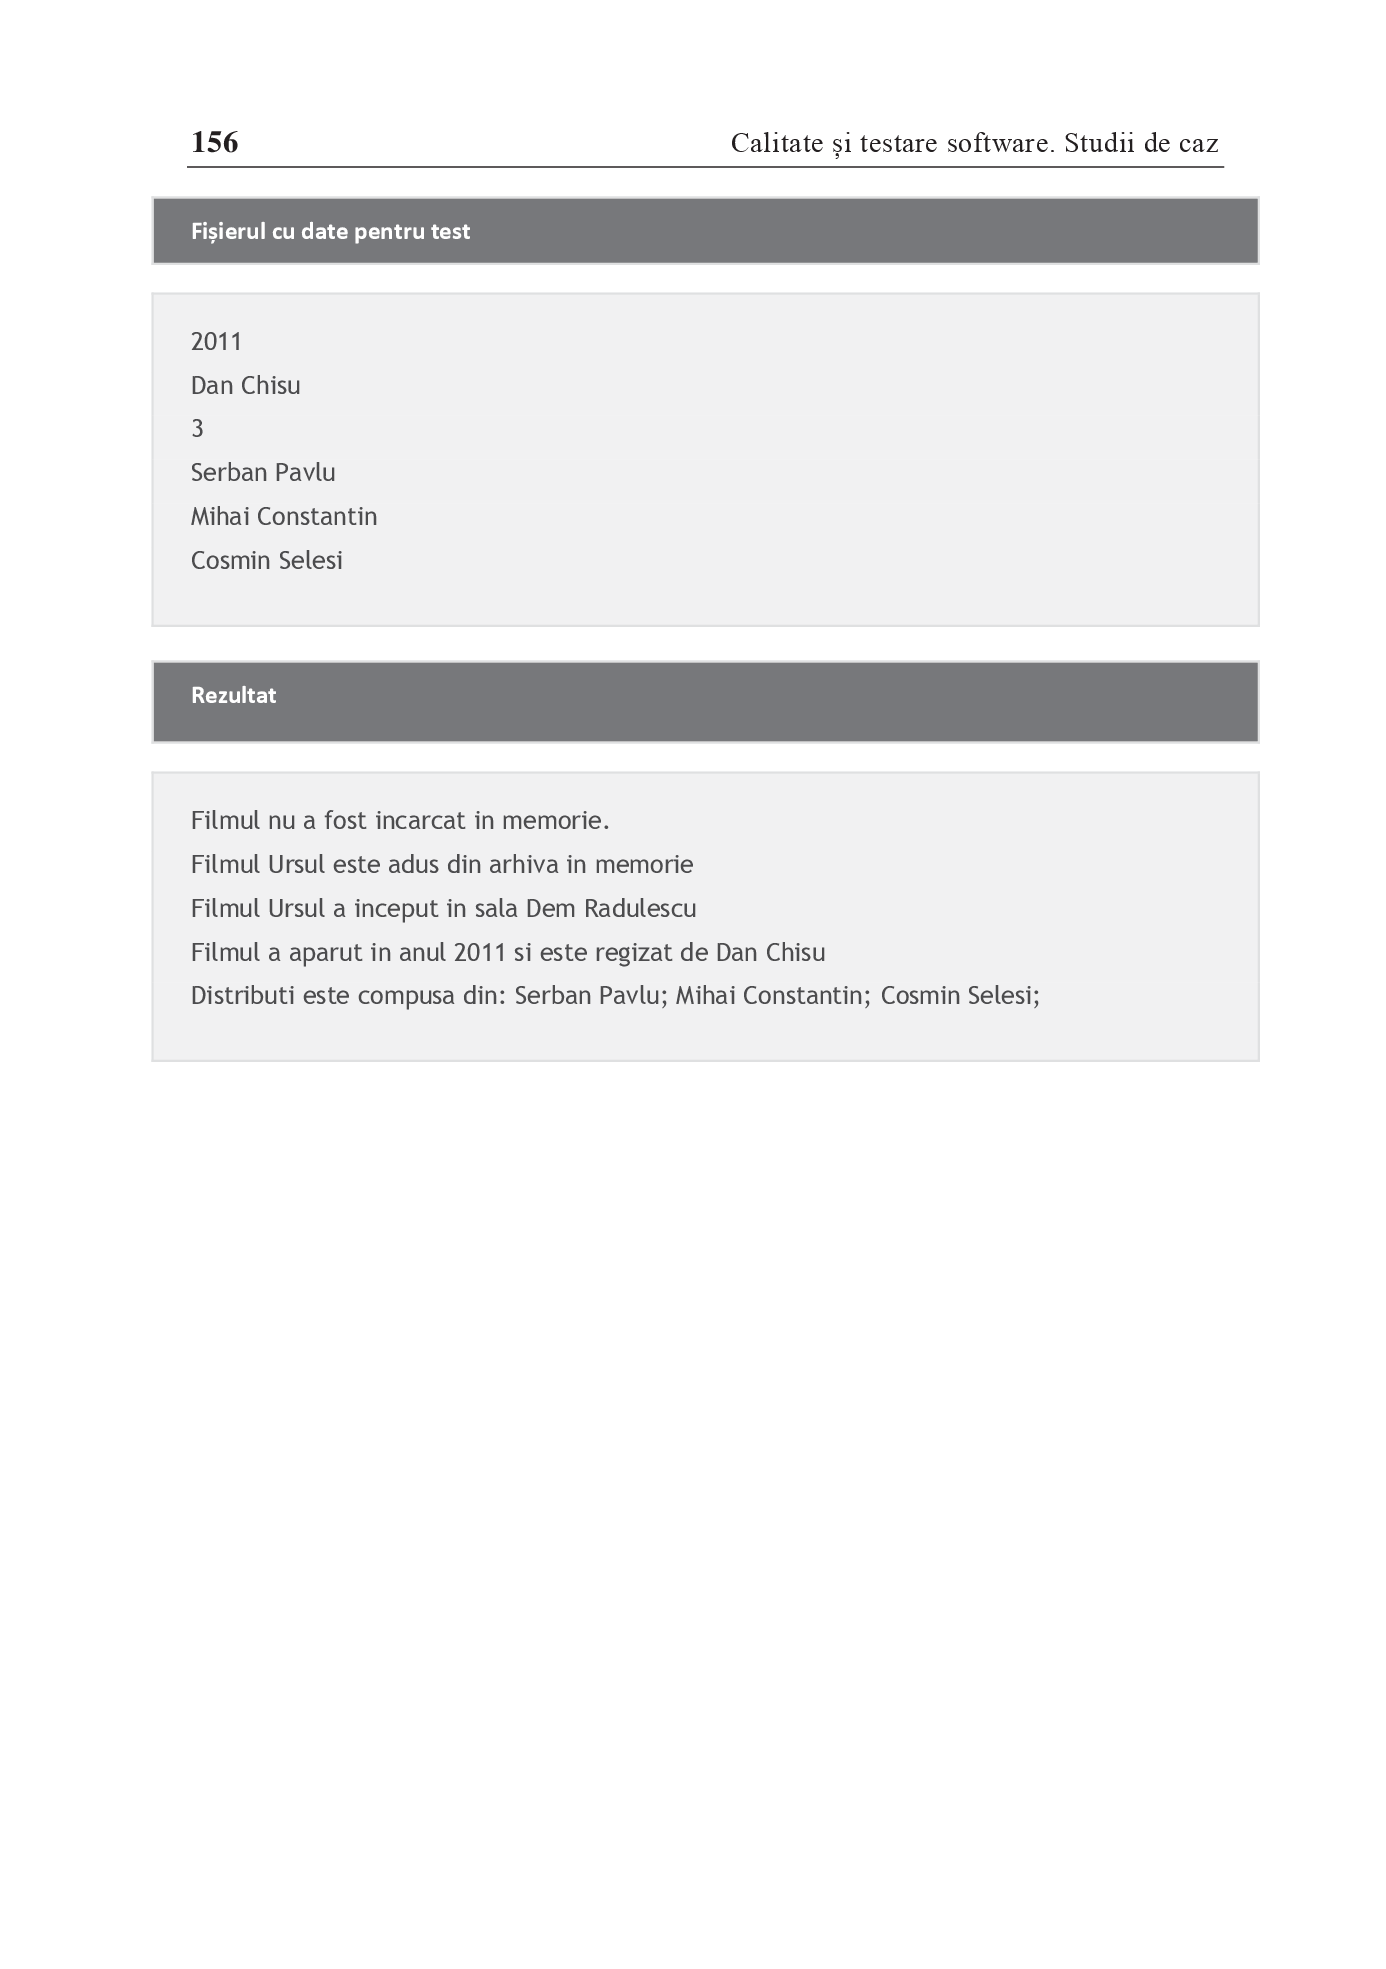 156 Calitate și testare software. Studii de caz
Fișierul cu date pentru test
2011
Dan Chisu
3
Serban Pavlu
Mihai Constantin
Cosmin Selesi
Rezultat
Filmul nu a fost incarcat in memorie.
Filmul Ursul este adus din arhiva in memorie
Filmul Ursul a inceput in sala Dem Radulescu
Filmul a aparut in anul 2011 si este regizat de Dan Chisu
Distributi este compusa din: Serban Pavlu; Mihai Constantin; Cosmin Selesi;